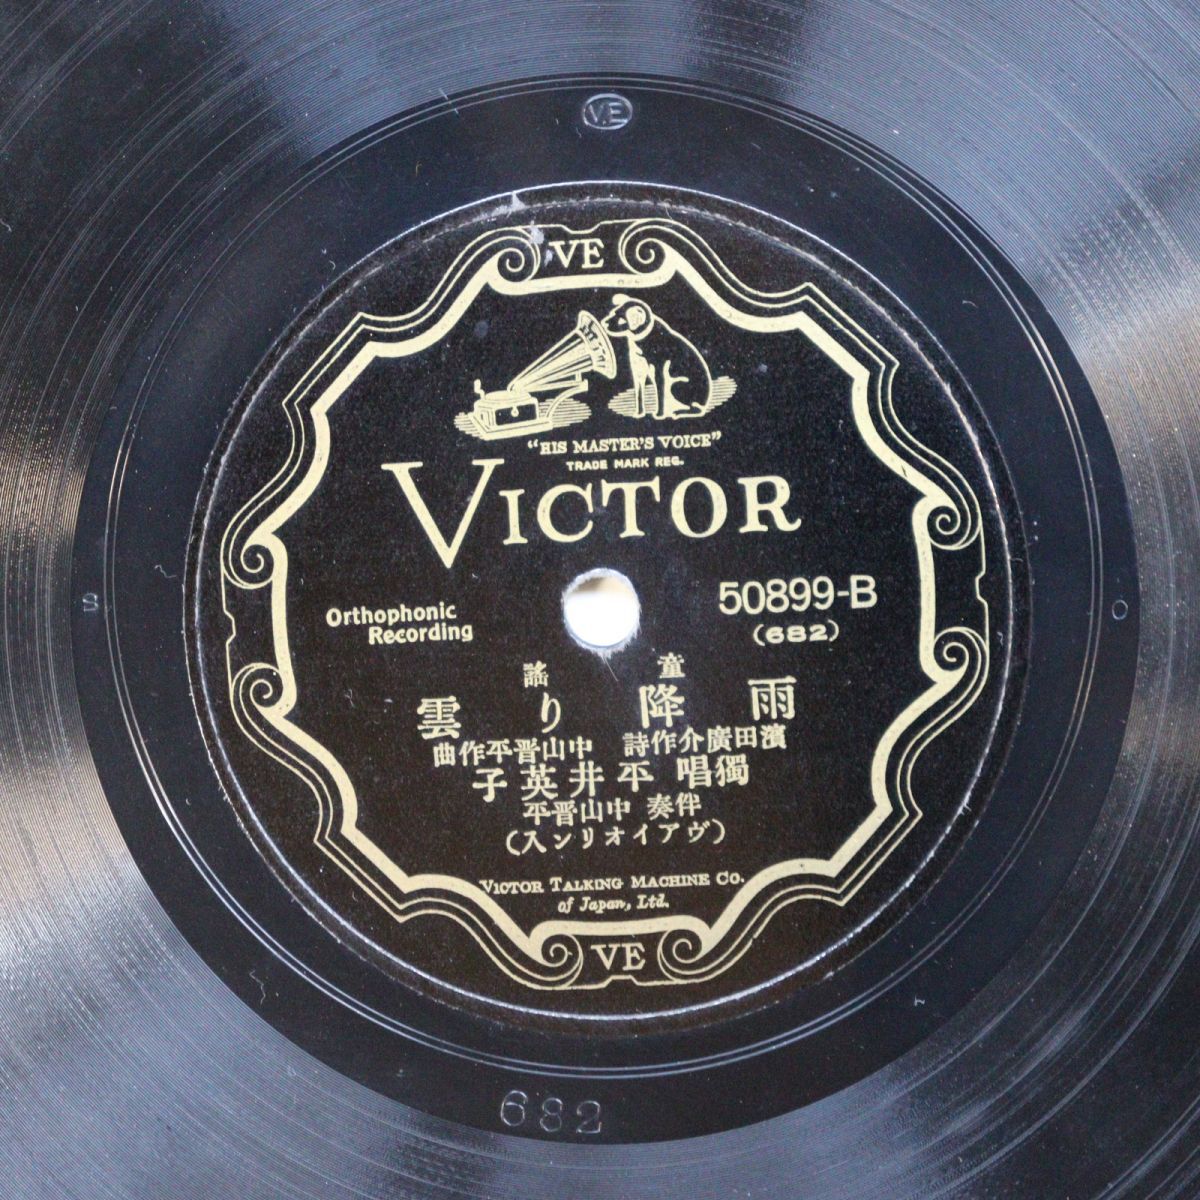 VE
VE
"HIS MASTER'S VOICE"
TRADE MARK REG.
VICTOR
Orthophonic
Recording
50899-B
(682)
童謠
雨降り雲
濱田廣介作詩 中山晋平作曲
獨唱 平井英子
伴奏 中山晋平
(ヴアイオリン入)
VICTOR TALKING MACHINE CO.
of Japan, Ltd.
VE
S
O
682